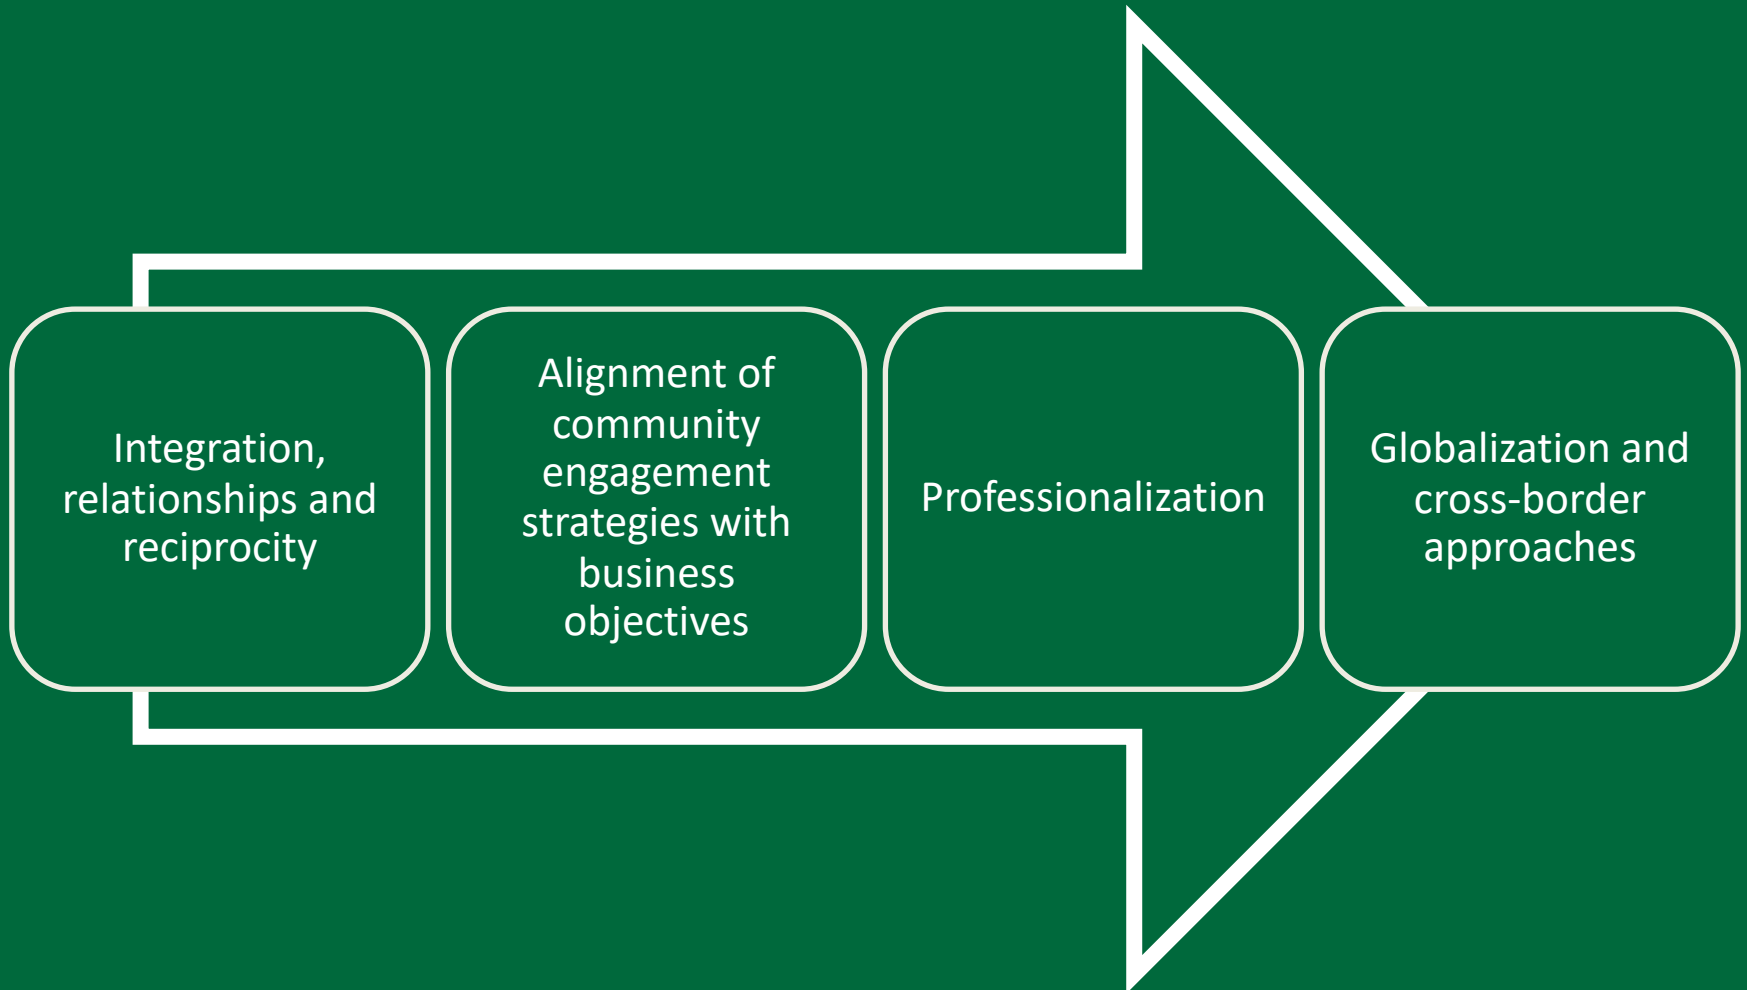 Integration,
relationships and
reciprocity
Alignment of
community
engagement
strategies with
business
objectives
Professionalization
Globalization and
cross-border
approaches